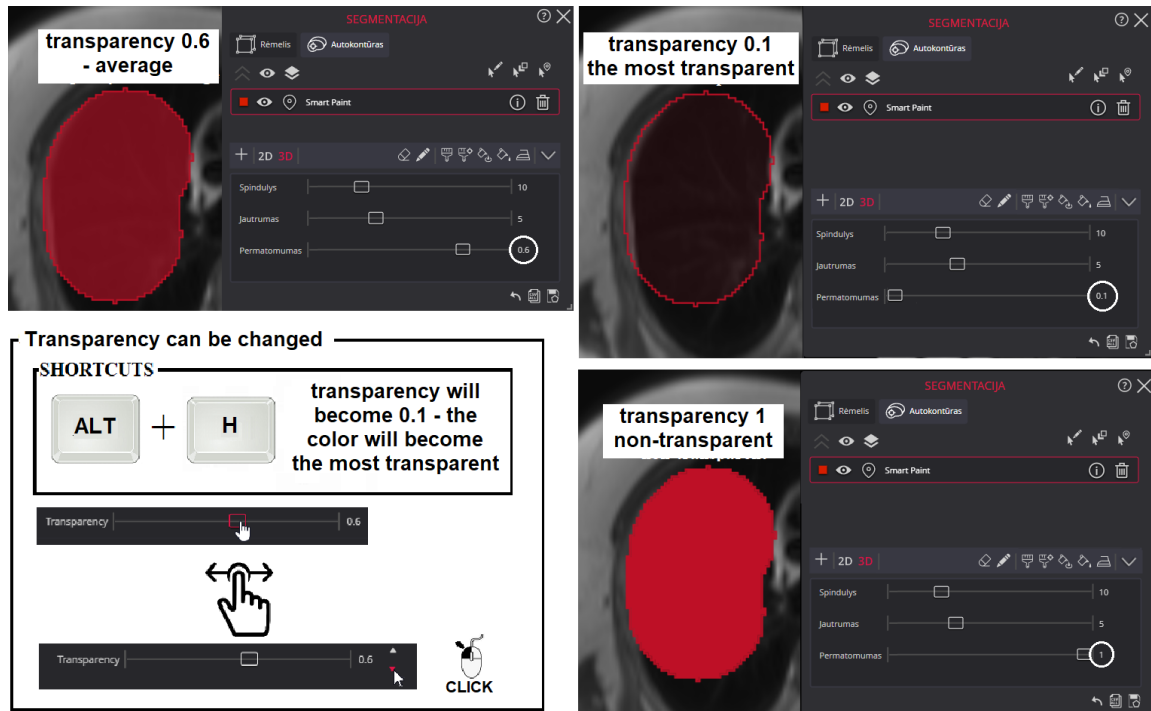 transparency 0.6
- average
SEGMENTACIJA
Rėmelis
Autokontūras
Smart Paint
2D 3D
Spindulys 10
Jautrumas 5
Permatomumas 0.6
transparency 0.1
the most transparent
SEGMENTACIJA
Rėmelis
Autokontūras
Smart Paint
2D 3D
Spindulys 10
Jautrumas 5
Permatomumas 0.1
Transparency can be changed
SHORTCUTS
ALT + H
transparency will
become 0.1 - the
color will become
the most transparent
Transparency 0.6
Transparency 0.6
CLICK
transparency 1
non-transparent
SEGMENTACIJA
Rėmelis
Autokontūras
Smart Paint
2D 3D
Spindulys 10
Jautrumas 5
Permatomumas 1